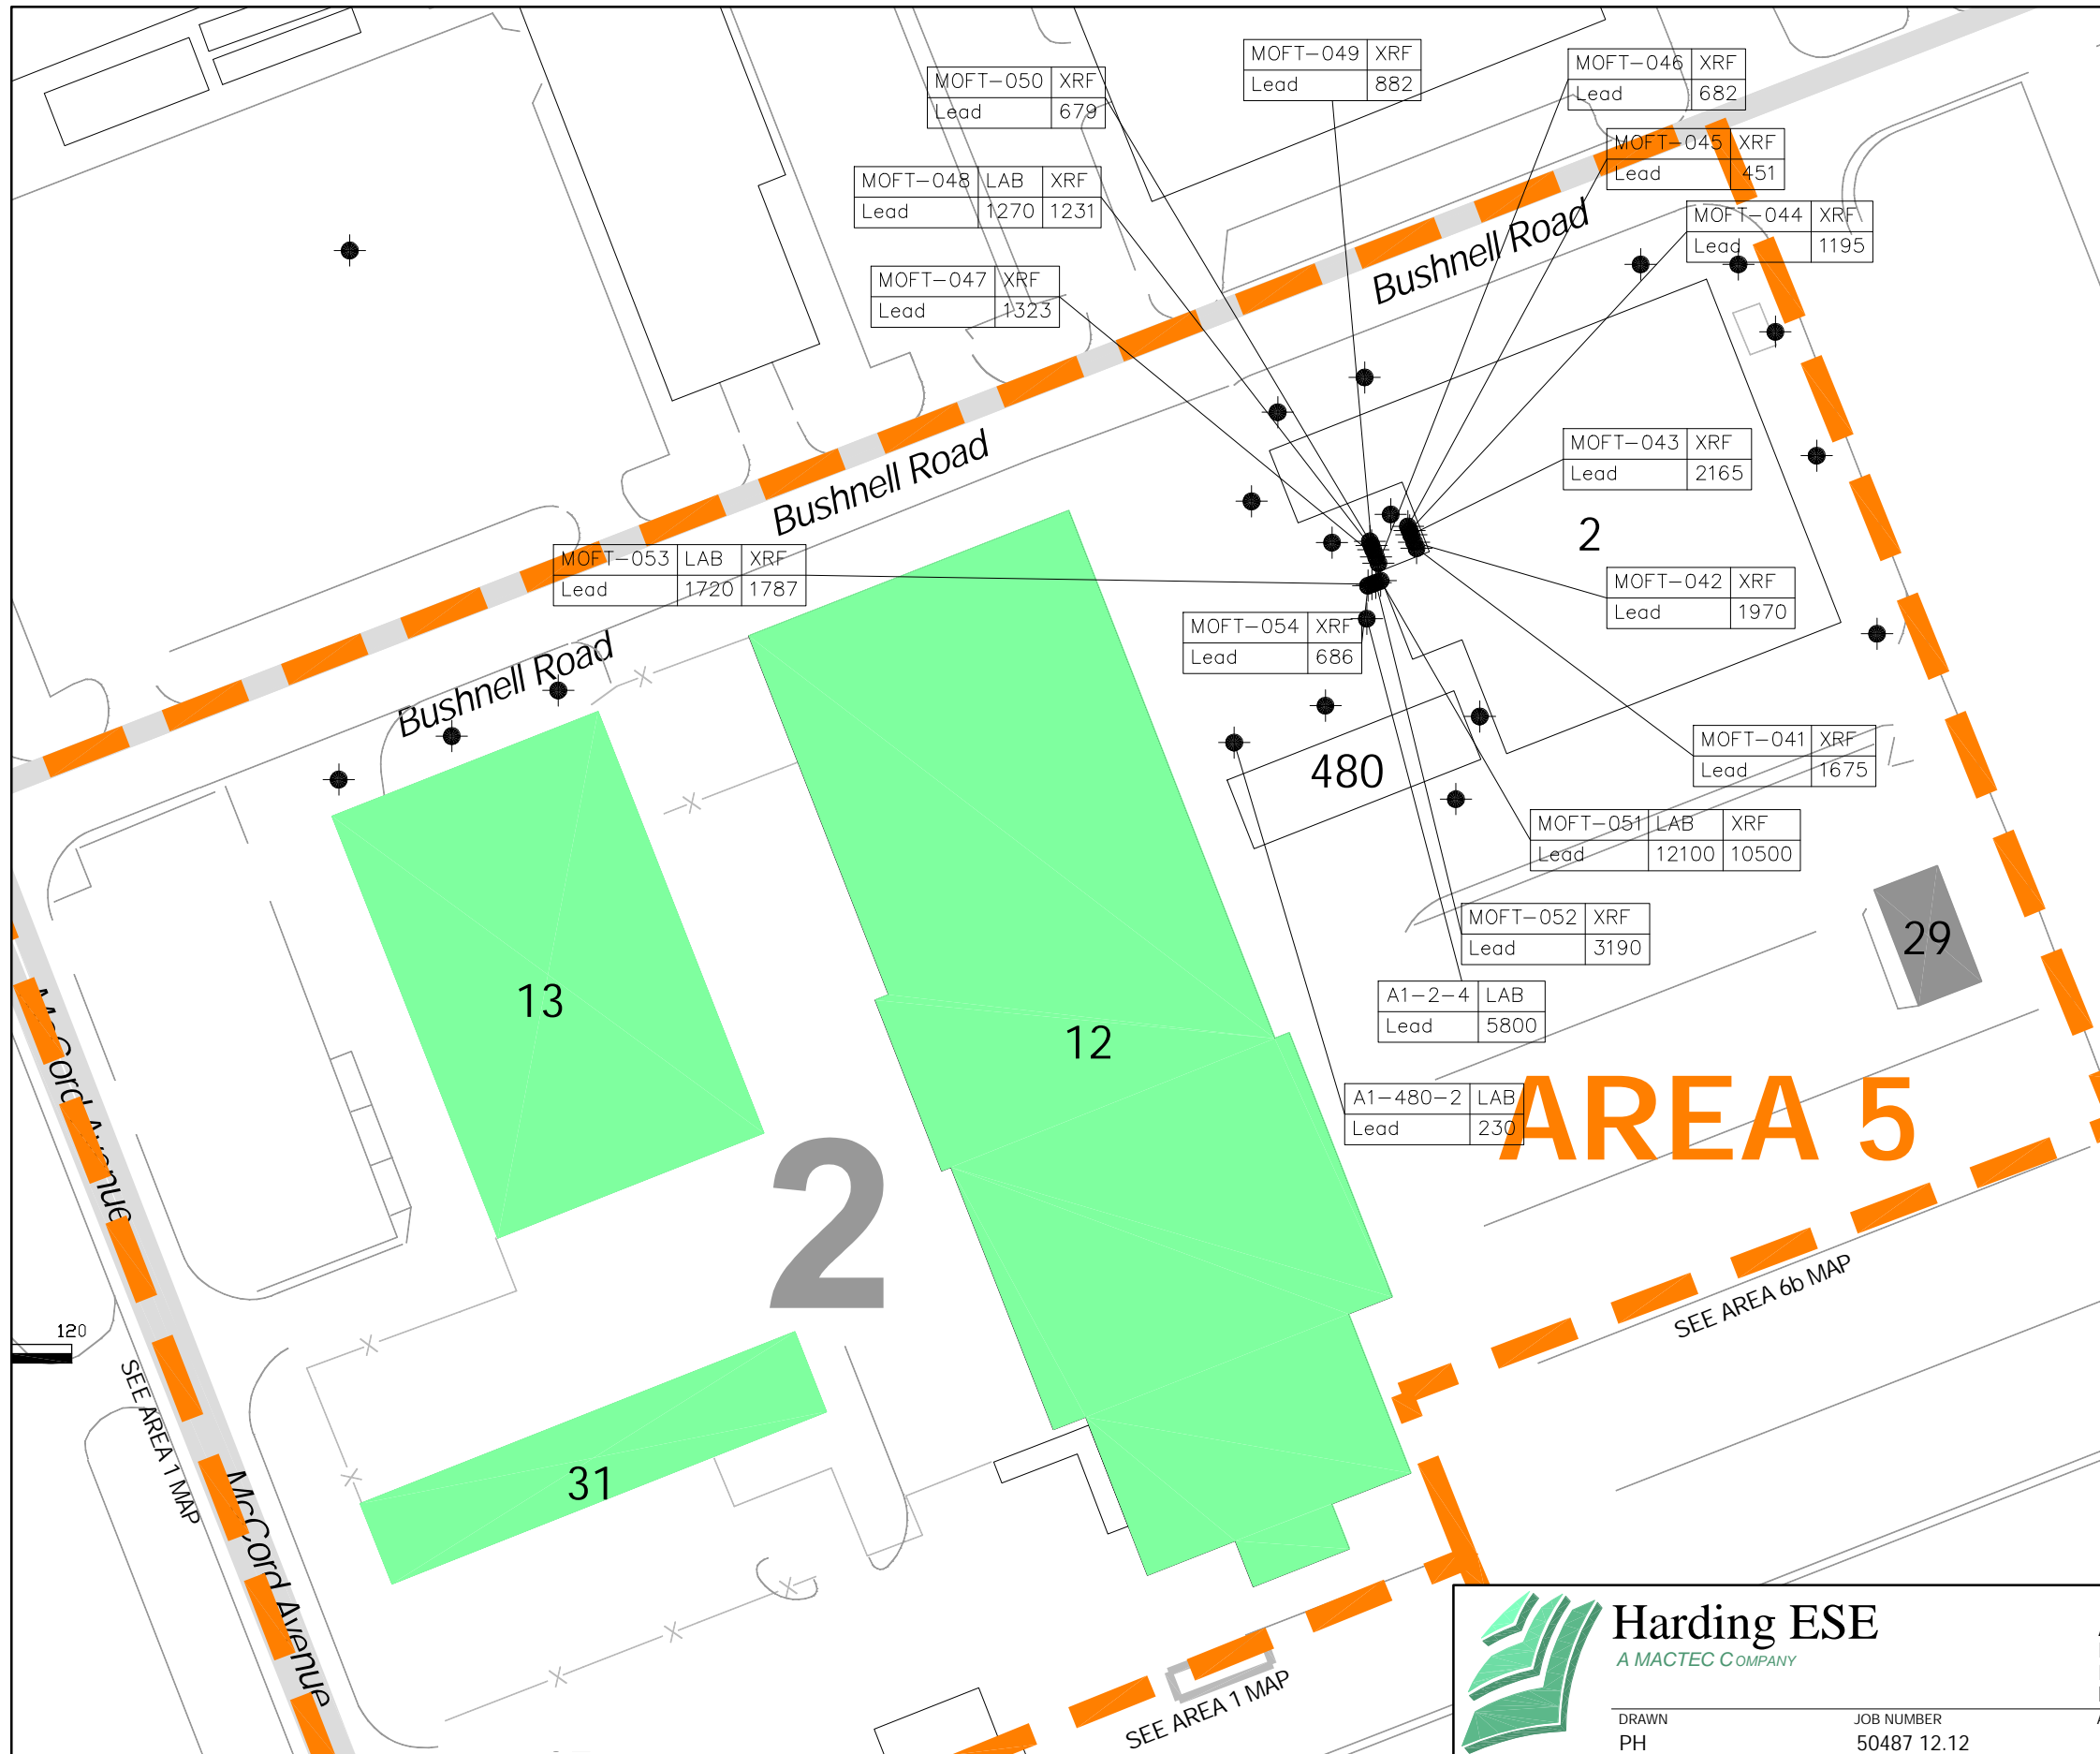 MOFT-049 XRF
Lead 882
MOFT-046 XRF
Lead 682
MOFT-050 XRF
Lead 679
MOFT-045 XRF
Lead 451
MOFT-048 LAB XRF
Lead 1270 1231
MOFT-044 XRF
Lead 1195
MOFT-047 XRF
Lead 1323
Bushnell Road
MOFT-043 XRF
Lead 2165
Bushnell Road
2
MOFT-053 LAB XRF
Lead 1720 1787
MOFT-042 XRF
Lead 1970
MOFT-054 XRF
Lead 686
Bushnell Road
MOFT-041 XRF
Lead 1675
480
MOFT-051 LAB XRF
Lead 12100 10500
MOFT-052 XRF
Lead 3190
29
13
A1-2-4 LAB
Lead 5800
12
McCord Avenue
A1-480-2 LAB
Lead 230
AREA 5
2
SEE AREA 6b MAP
120
SEE AREA 1 MAP
31
McCord Avenue
SEE AREA 1 MAP
Harding ESE
A MACTEC COMPANY
DRAWN JOB NUMBER
PH 50487 12.12